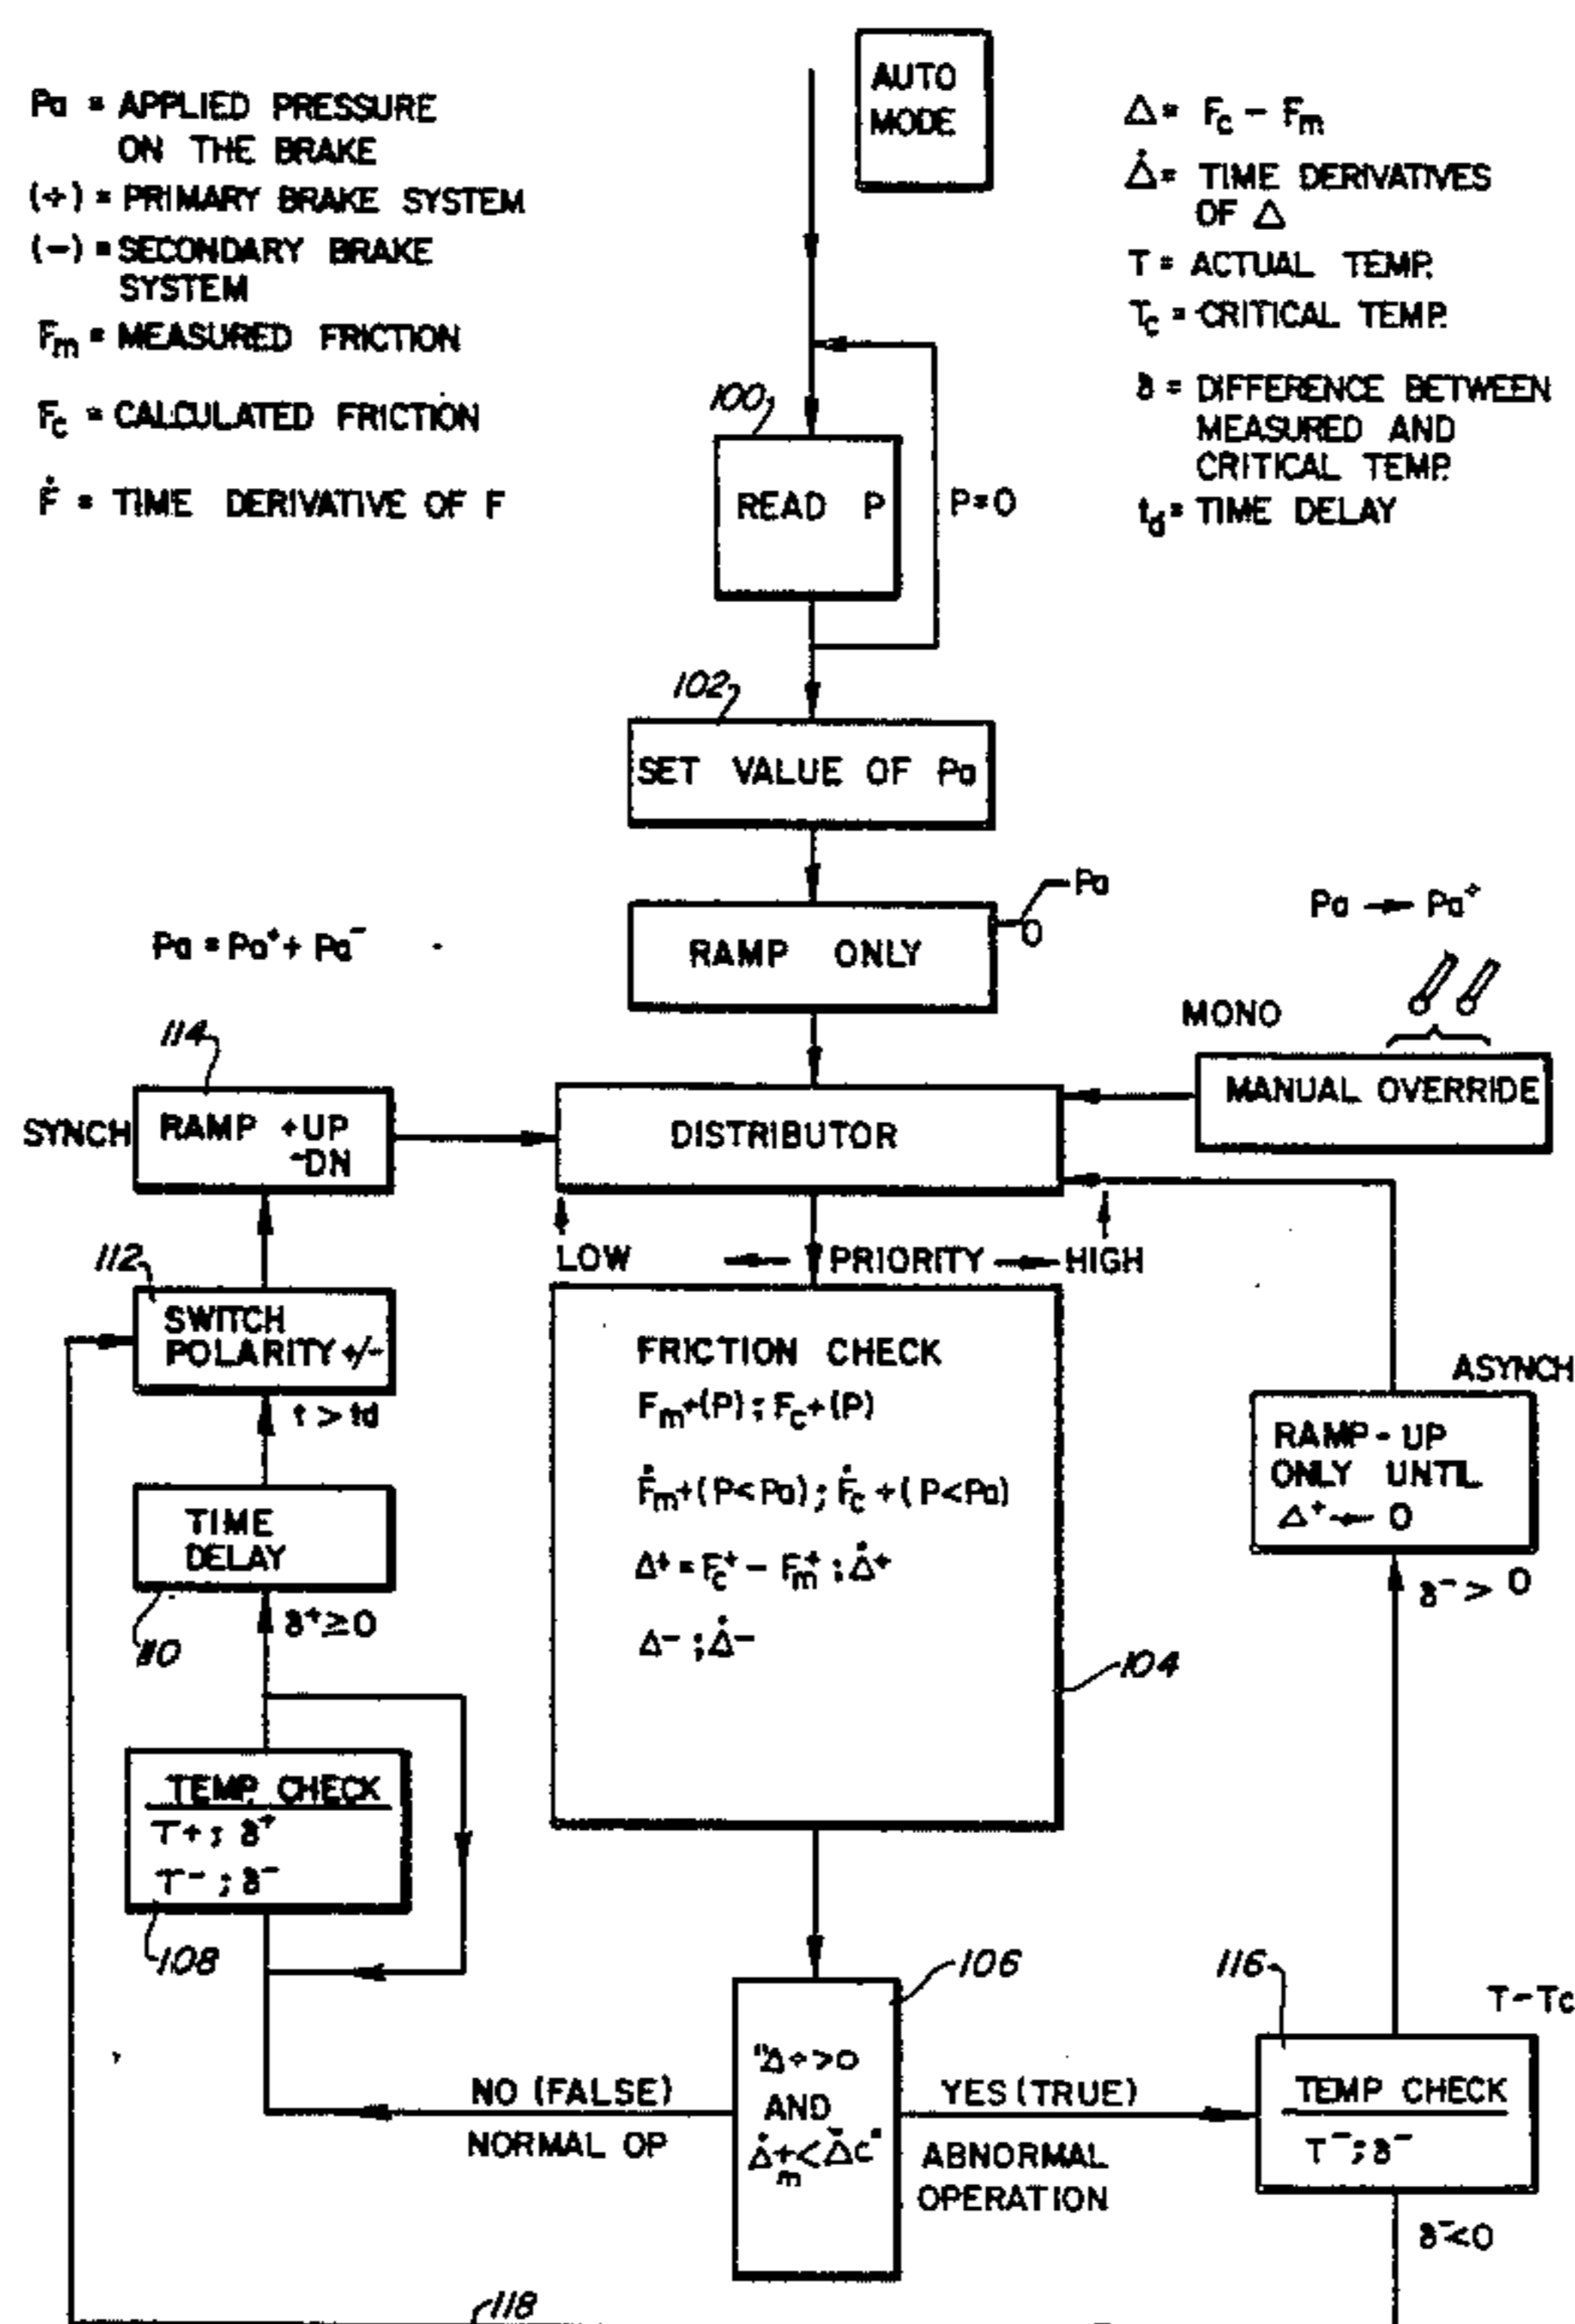 AUTO
MODE
Pa = APPLIED PRESSURE
ON THE BRAKE
(+) = PRIMARY BRAKE SYSTEM
(-) = SECONDARY BRAKE
SYSTEM
Fm = MEASURED FRICTION
Fc = CALCULATED FRICTION
Ḟ = TIME DERIVATIVE OF F
Δ = Fc - Fm
Δ̇ = TIME DERIVATIVES
OF Δ
T = ACTUAL TEMP.
Tc = CRITICAL TEMP.
δ = DIFFERENCE BETWEEN
MEASURED AND
CRITICAL TEMP.
td = TIME DELAY
100
READ P
P=0
102
SET VALUE OF Pa
Pa
0
RAMP ONLY
Pa = Pa⁺ + Pa⁻
Pa → Pa⁺
MONO
MANUAL OVERRIDE
114
SYNCH
RAMP +UP
-DN
DISTRIBUTOR
LOW ← PRIORITY → HIGH
112
SWITCH
POLARITY +/-
t > td
TIME
DELAY
110
δ⁺ ≥ 0
FRICTION CHECK
Fm+(P); Fc+(P)
Ḟm+(P<Pa); Ḟc+(P<Pa)
Δ⁺ = Fc⁺ - Fm⁺; Δ̇⁺
Δ⁻; Δ̇⁻
104
ASYNCH
RAMP-UP
ONLY UNTIL
Δ⁺ ← 0
δ⁻ > 0
TEMP. CHECK
T+; δ⁺
T⁻; δ⁻
108
106
"Δ+>0
AND
Δ̇m+<Δ̇c"
NO (FALSE)
NORMAL OP
YES (TRUE)
ABNORMAL
OPERATION
116
T-Tc
TEMP CHECK
T⁻; δ⁻
δ⁻<0
118